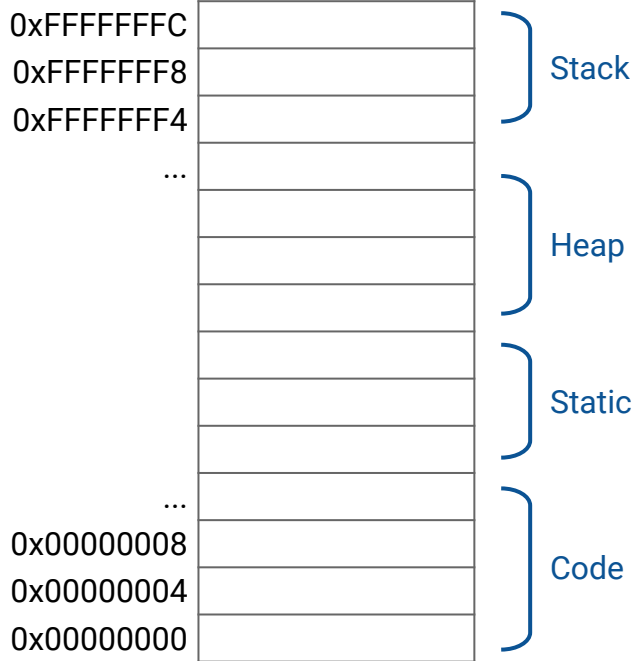 0xFFFFFFFC
0xFFFFFFF8
Stack
0xFFFFFFF4
...
Heap
Static
...
0x00000008
Code
0x00000004
0x00000000